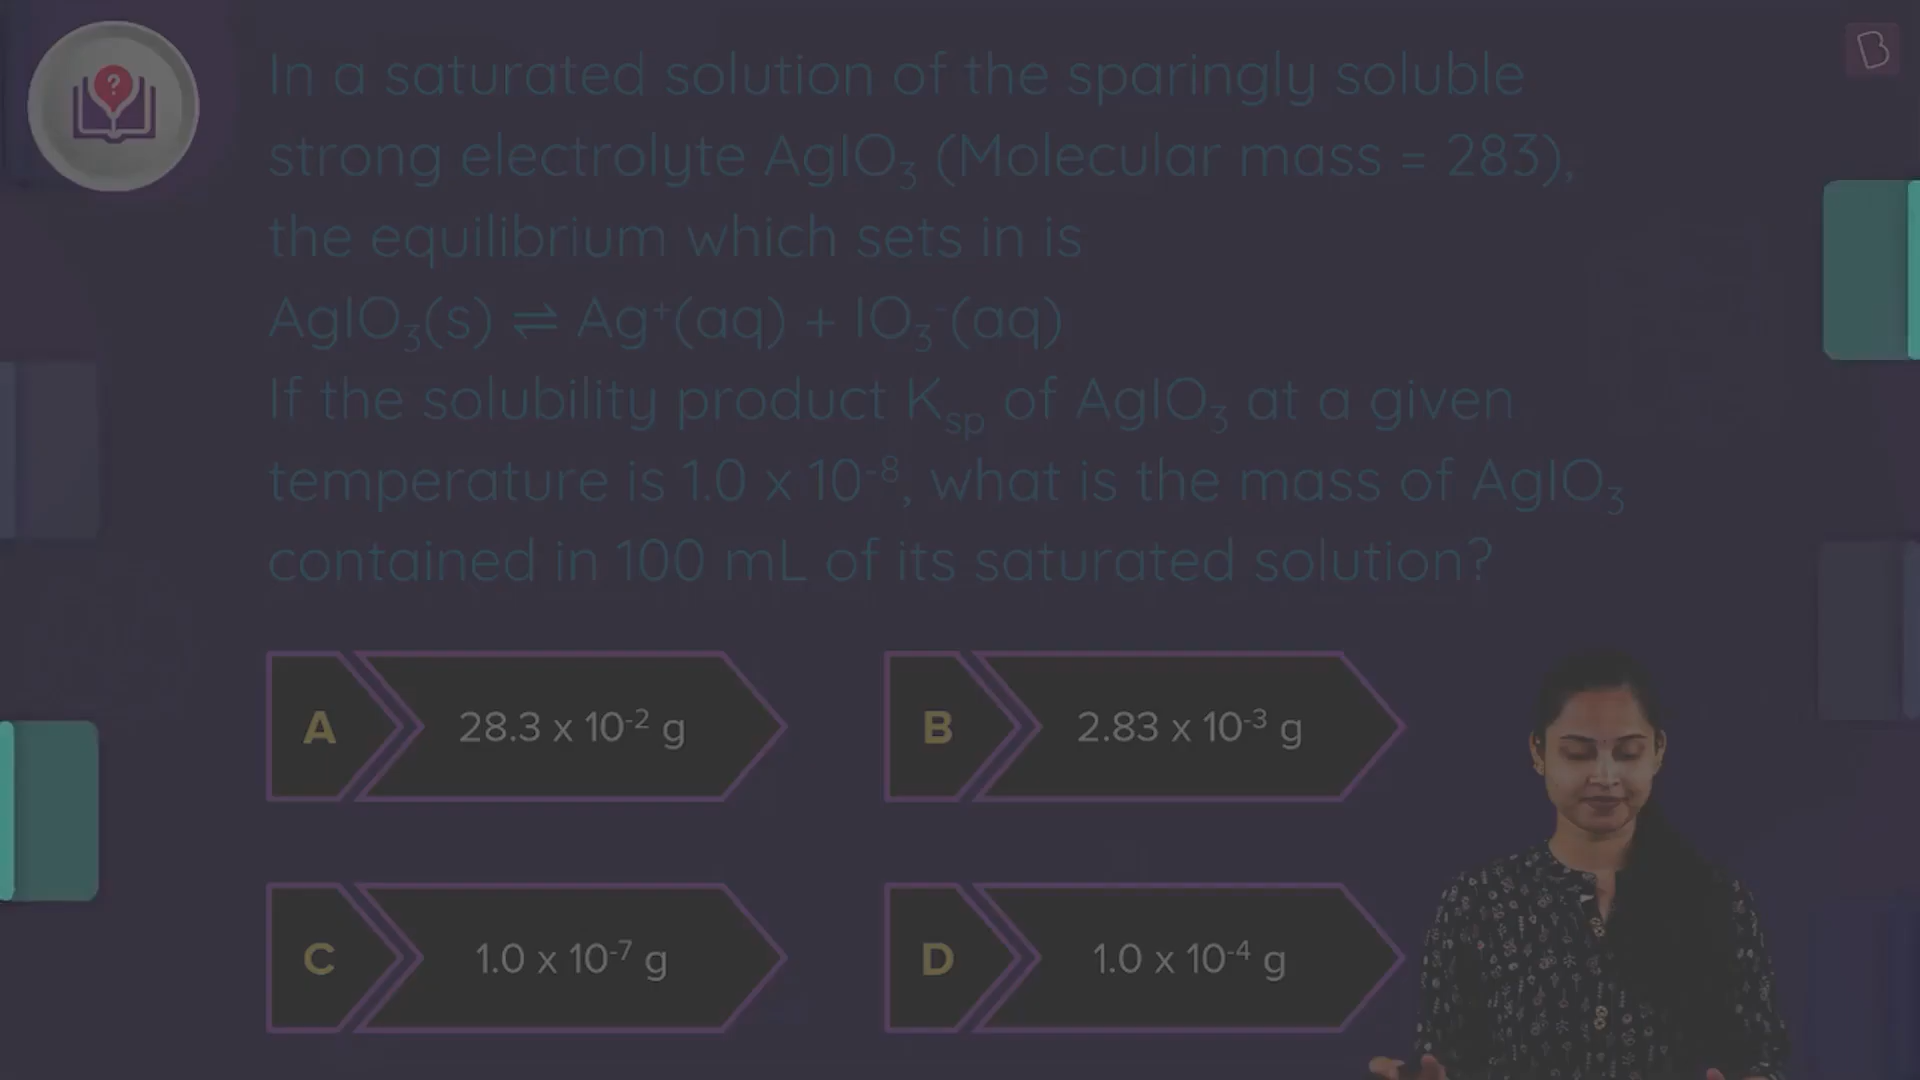 In a saturated solution of the sparingly soluble
strong electrolyte AgIO₃ (Molecular mass = 283),
the equilibrium which sets in is
AgIO₃(s) ⇌ Ag⁺(aq) + IO₃⁻(aq)
If the solubility product Kₛₚ of AgIO₃ at a given
temperature is 1.0 x 10⁻⁸, what is the mass of AgIO₃
contained in 100 mL of its saturated solution?
A 28.3 x 10⁻² g
B 2.83 x 10⁻³ g
C 1.0 x 10⁻⁷ g
D 1.0 x 10⁻⁴ g